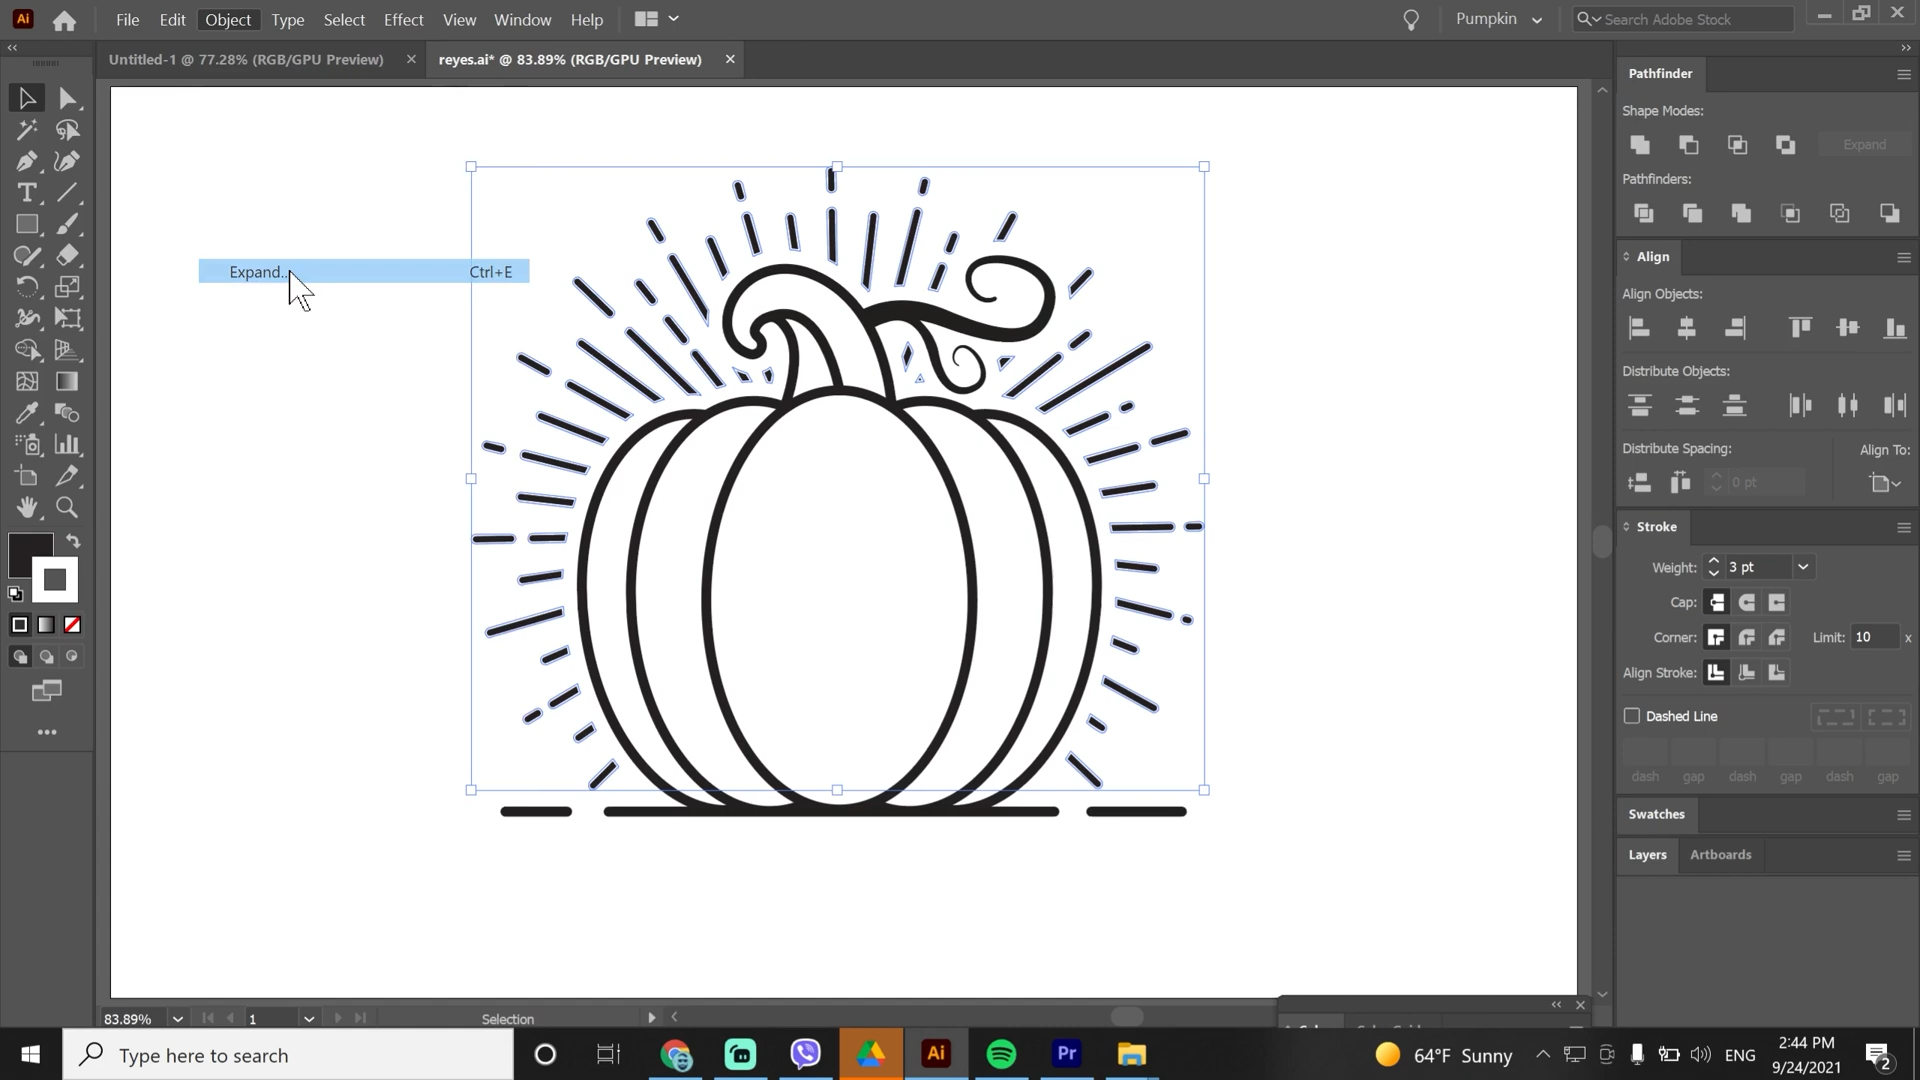 Ai File Edit Object Type Select Effect View Window Help Pumpkin Search Adobe Stock
Untitled-1 @ 77.28% (RGB/GPU Preview) reyes.ai* @ 83.89% (RGB/GPU Preview)
Expand... Ctrl+E
Pathfinder
Shape Modes:
Expand
Pathfinders:
Align
Align Objects:
Distribute Objects:
Distribute Spacing: Align To:
0 pt
Stroke
Weight: 3 pt
Cap:
Corner: Limit: 10 x
Align Stroke:
Dashed Line
dash gap dash gap dash gap
Swatches
Layers Artboards
83.89% 1 Selection
Type here to search Ai Pr 64°F Sunny ENG 2:44 PM
9/24/2021 2